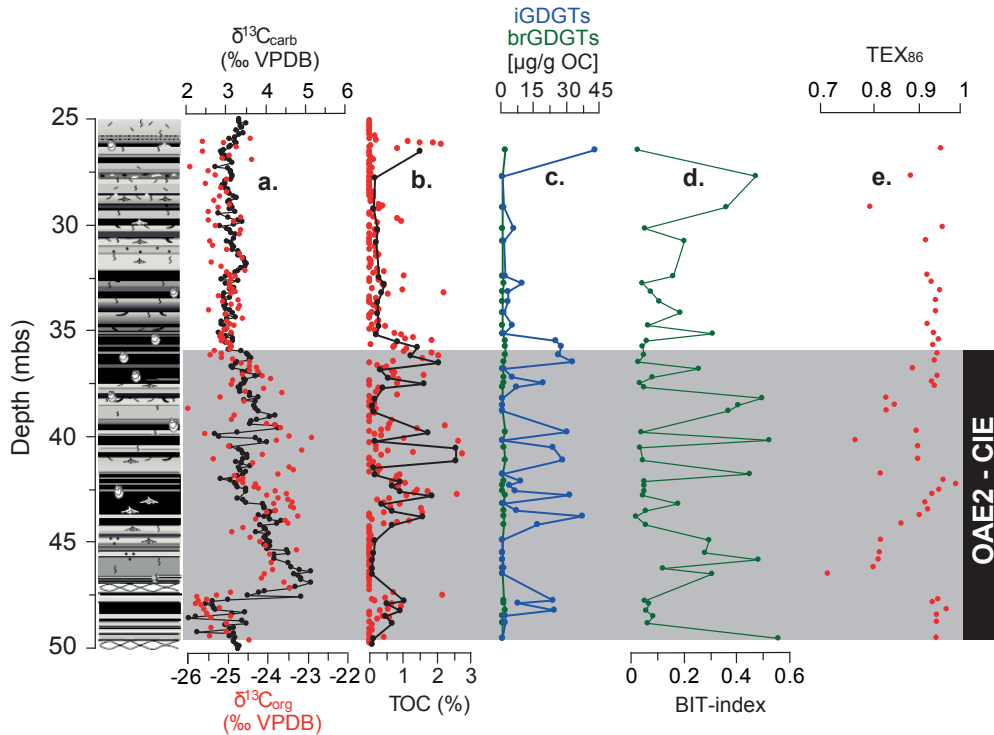 δ13Ccarb
(‰ VPDB)
2 3 4 5 6
iGDGTs
brGDGTs
[µg/g OC]
0 15 30 45
TEX86
0.7 0.8 0.9 1
Depth (mbs)
25
30
35
40
45
50
a.
b.
c.
d.
e.
OAE2 - CIE
-26 -25 -24 -23 -22
δ13Corg
(‰ VPDB)
0 1 2 3
TOC (%)
0 0.2 0.4 0.6
BIT-index